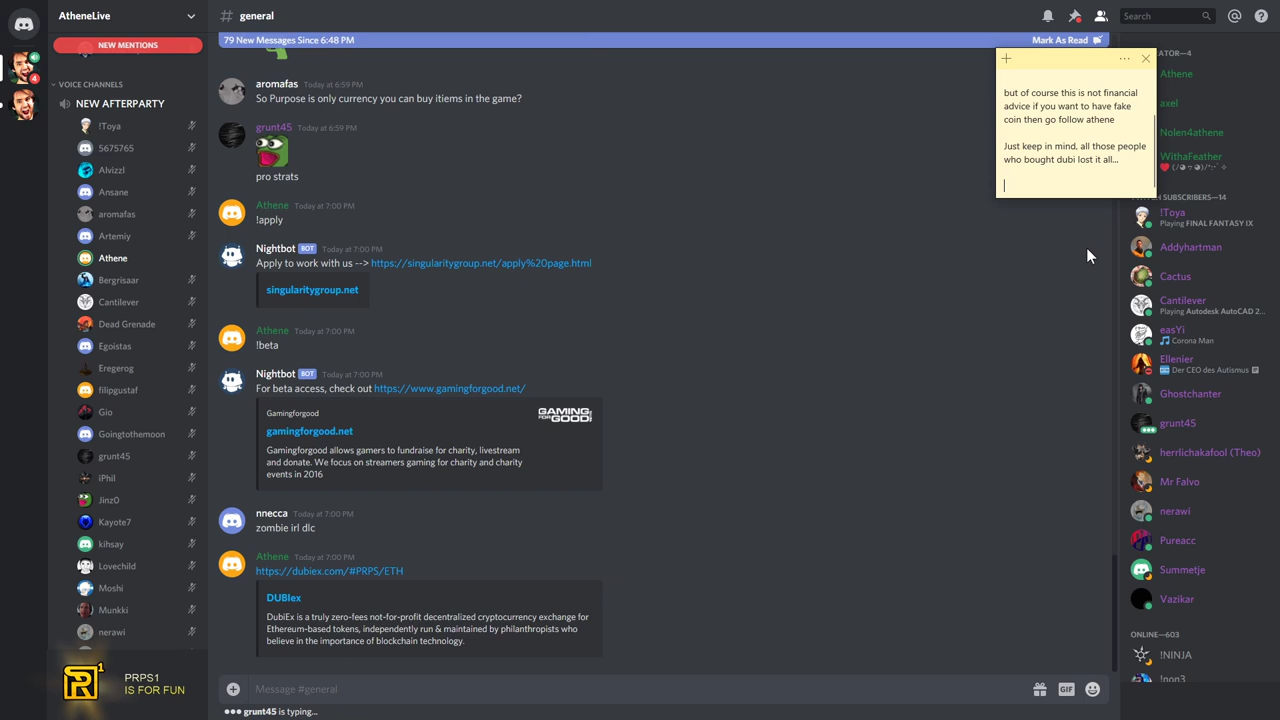 AtheneLive
NEW MENTIONS
VOICE CHANNELS
NEW AFTERPARTY
!Toya
5675765
Alvizzl
Ansane
aromafas
Artemiy
Athene
Bergrisaar
Cantilever
Dead Grenade
Egoistas
Eregerog
filipgustaf
Gio
Goingtothemoon
grunt45
iPhil
Jinz0
Kayote7
kihsay
Lovechild
Moshi
Munkki
nerawi
PRPS1
IS FOR FUN
# general
Search
79 New Messages Since 6:48 PM
Mark As Read
aromafas Today at 6:59 PM
So Purpose is only currency you can buy itiems in the game?
grunt45 Today at 6:59 PM
pro strats
Athene Today at 7:00 PM
!apply
Nightbot BOT Today at 7:00 PM
Apply to work with us --> https://singularitygroup.net/apply%20page.html
singularitygroup.net
Athene Today at 7:00 PM
!beta
Nightbot BOT Today at 7:00 PM
For beta access, check out https://www.gamingforgood.net/
Gamingforgood
GAMING
FOR GOOD
gamingforgood.net
Gamingforgood allows gamers to fundraise for charity, livestream
and donate. We focus on streamers gaming for charity and charity
events in 2016
nnecca Today at 7:00 PM
zombie irl dlc
Athene Today at 7:00 PM
https://dubiex.com/#PRPS/ETH
DUBIex
DubiEx is a truly zero-fees not-for-profit decentralized cryptocurrency exchange for
Ethereum-based tokens, independently run & maintained by philanthropists who
believe in the importance of blockchain technology.
Message #general
GIF
grunt45 is typing...
but of course this is not financial
advice if you want to have fake
coin then go follow athene
Just keep in mind, all those people
who bought dubi lost it all...
ATOR—4
Athene
axel
Nolen4athene
WithaFeather
SUBSCRIBERS—14
!Toya
Playing FINAL FANTASY IX
Addyhartman
Cactus
Cantilever
Playing Autodesk AutoCAD 2...
easYi
Corona Man
Ellenier
Der CEO des Autismus
Ghostchanter
grunt45
herrlichakafool (Theo)
Mr Falvo
nerawi
Pureacc
Summetje
Vazikar
ONLINE—603
!NINJA
!non3